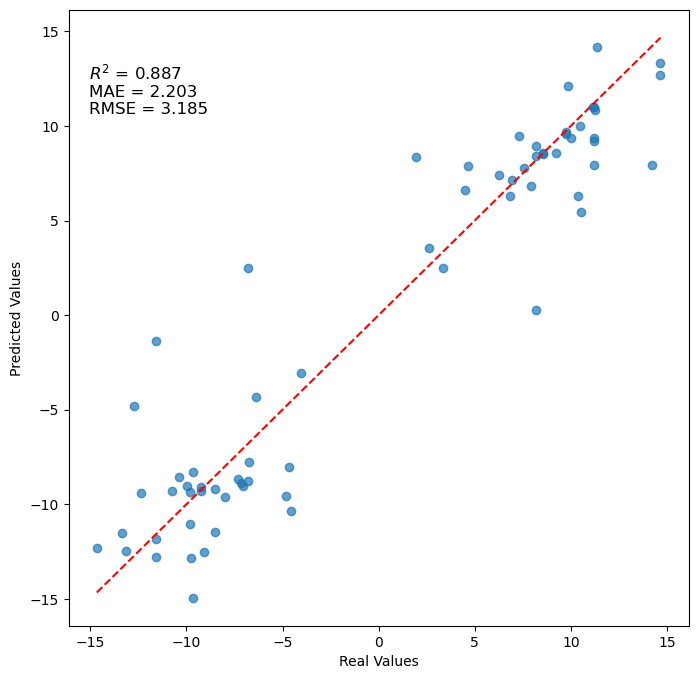 R² = 0.887
MAE = 2.203
RMSE = 3.185
15
10
5
0
−5
−10
−15
Predicted Values
−15 −10 −5 0 5 10 15
Real Values